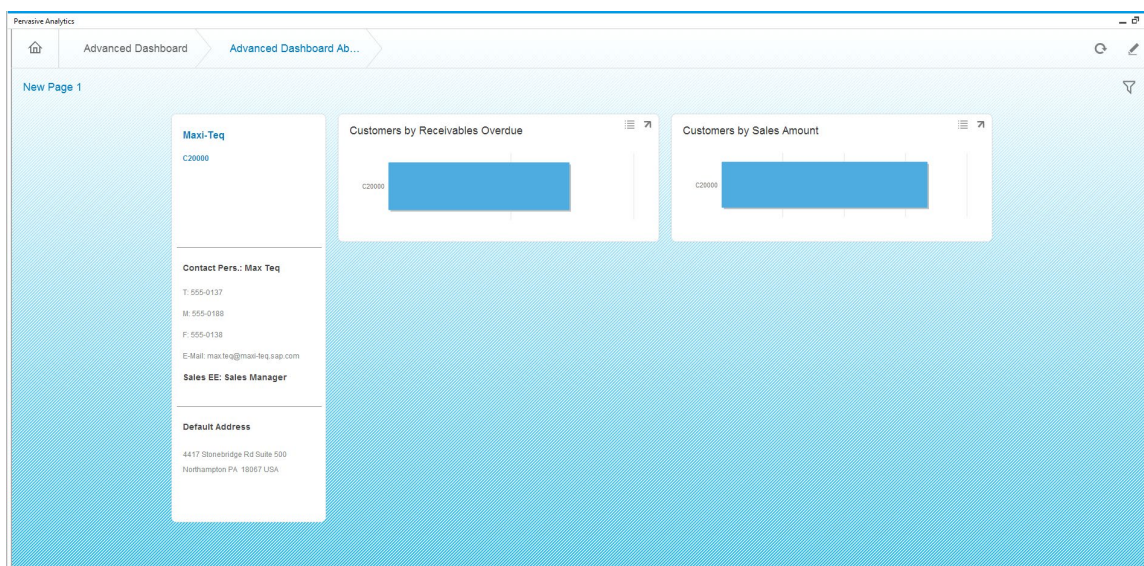 Pervasive Analytics
Advanced Dashboard
Advanced Dashboard Ab...
New Page 1
Maxi-Teq
C20000
Contact Pers.: Max Teq
T: 555-0137
M: 555-0188
F: 555-0138
E-Mail: max.teq@maxi-teq.sap.com
Sales EE: Sales Manager
Default Address
4417 Stonebridge Rd Suite 500
Northampton PA 18067 USA
Customers by Receivables Overdue
C20000
Customers by Sales Amount
C20000